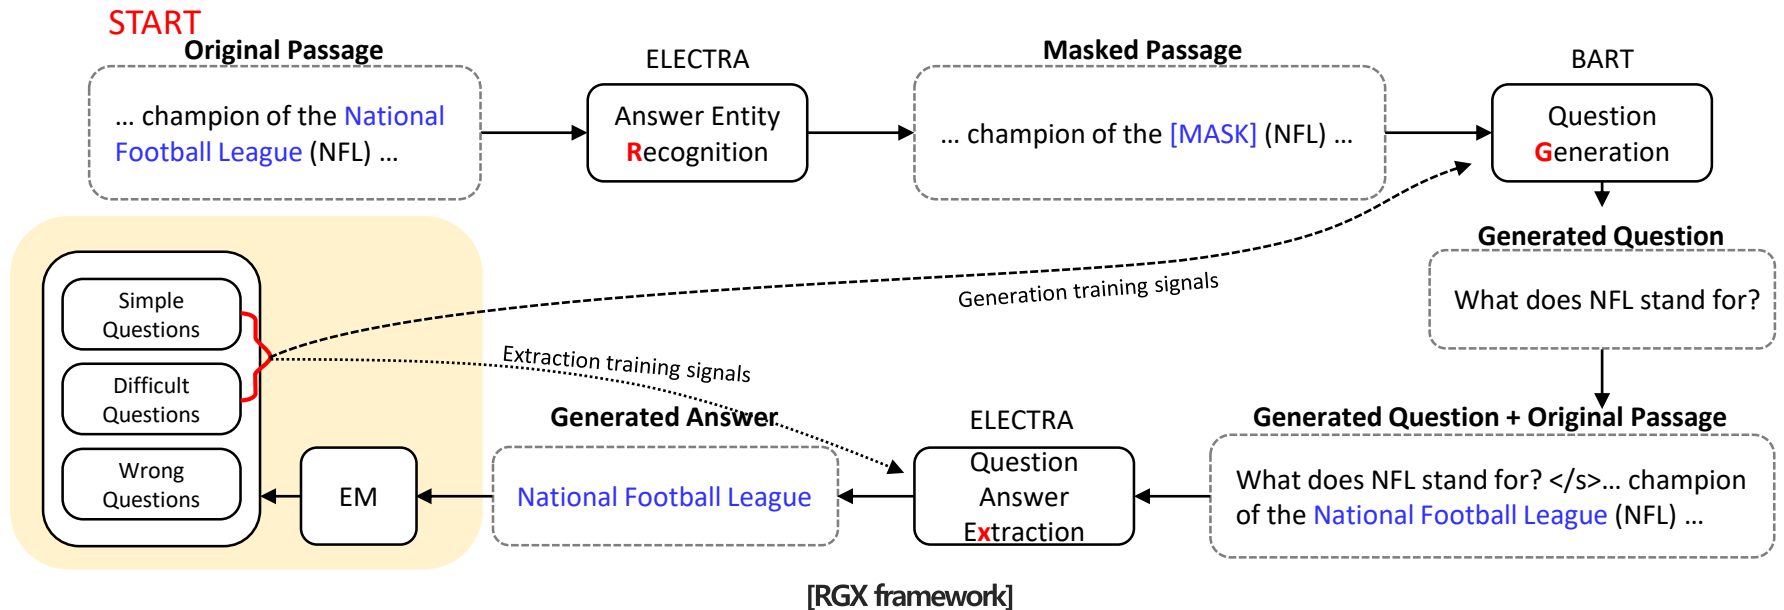 START
Original Passage
… champion of the National
Football League (NFL) …
ELECTRA
Answer Entity
Recognition
Masked Passage
… champion of the [MASK] (NFL) …
BART
Question
Generation
Generated Question
What does NFL stand for?
Generation training signals
Extraction training signals
Simple
Questions
Difficult
Questions
Wrong
Questions
EM
Generated Answer
National Football League
ELECTRA
Question
Answer
Extraction
Generated Question + Original Passage
What does NFL stand for? </s>… champion
of the National Football League (NFL) …
[RGX framework]